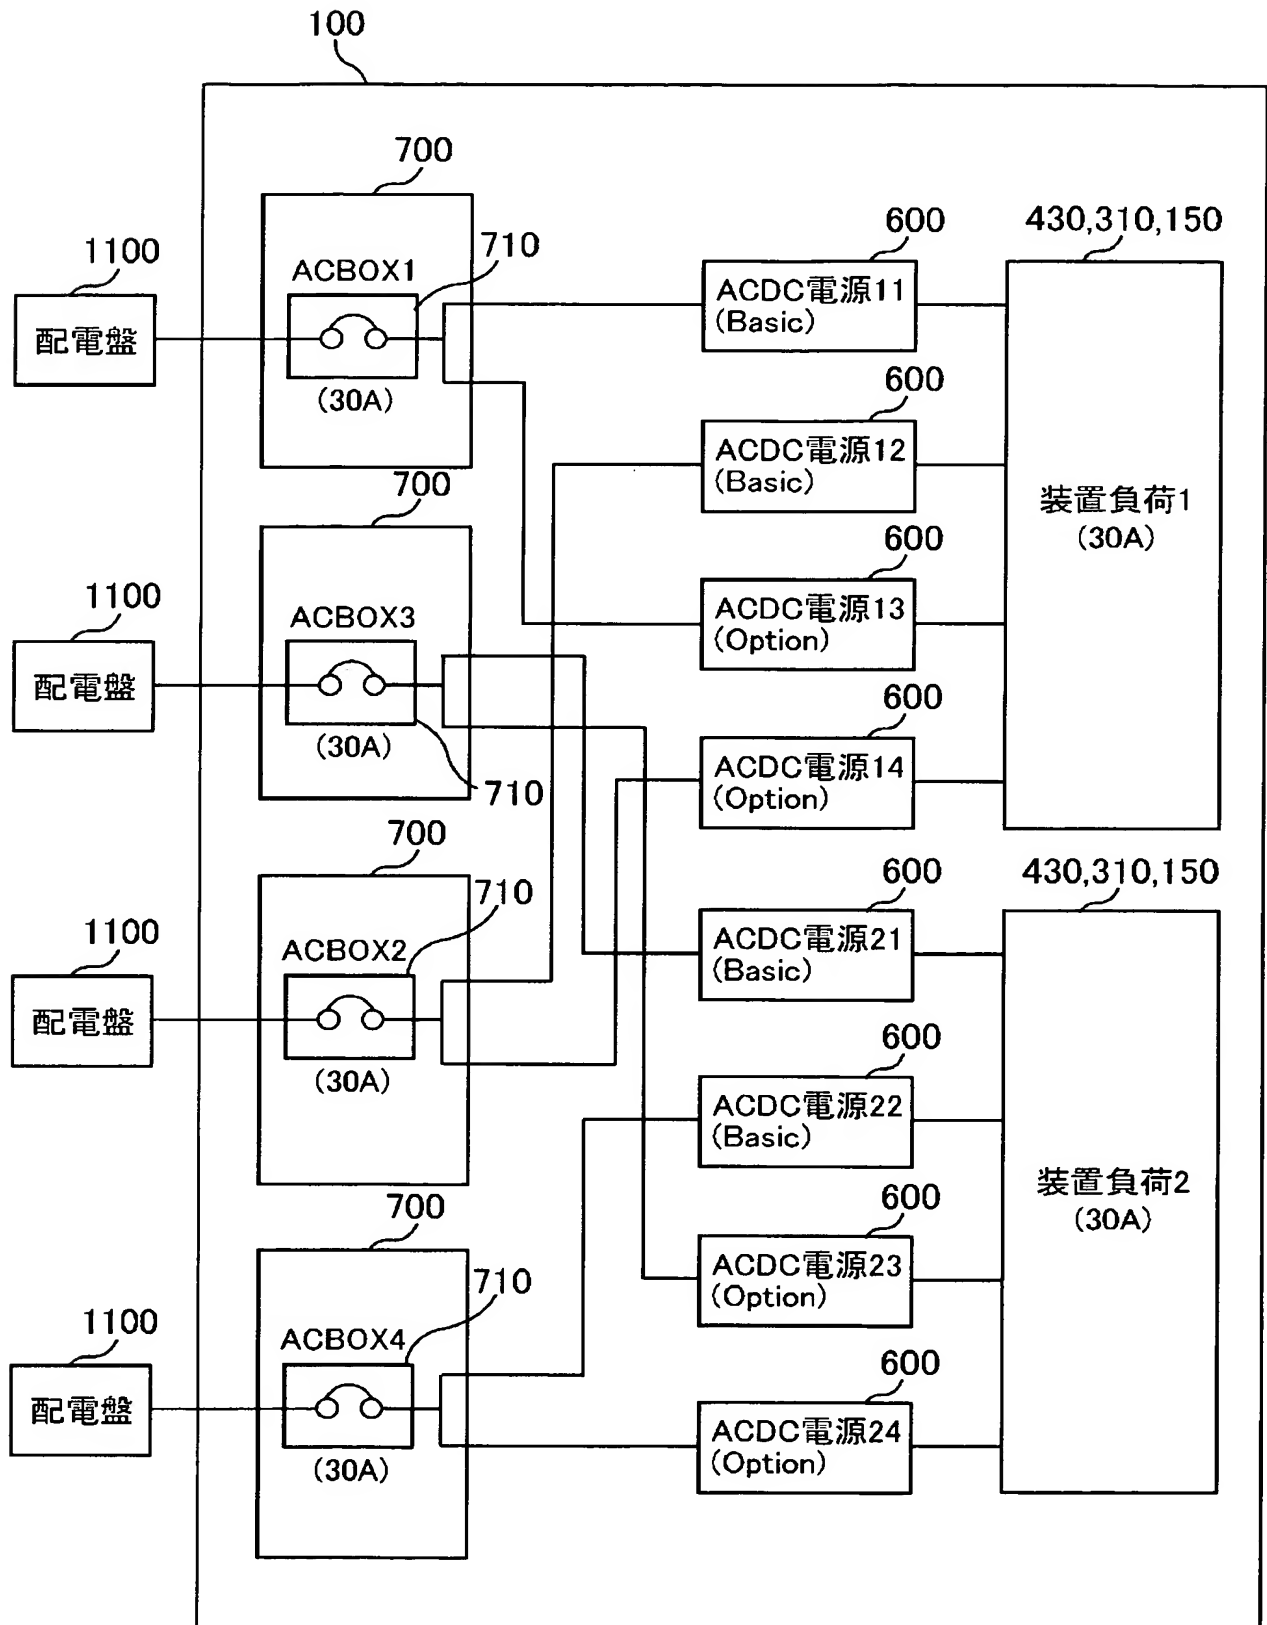 100
700
430,310,150
600
1100
710
ACBOX1
ACDC電源11
(Basic)
配電盤
(30A)
600
ACDC電源12
(Basic)
700
装置負荷1
(30A)
600
1100
ACBOX3
ACDC電源13
(Option)
配電盤
(30A)
600
710
ACDC電源14
(Option)
700
710
600
430,310,150
1100
ACBOX2
ACDC電源21
(Basic)
配電盤
(30A)
600
ACDC電源22
(Basic)
700
600
装置負荷2
(30A)
710
ACDC電源23
(Option)
1100
ACBOX4
600
配電盤
ACDC電源24
(Option)
(30A)